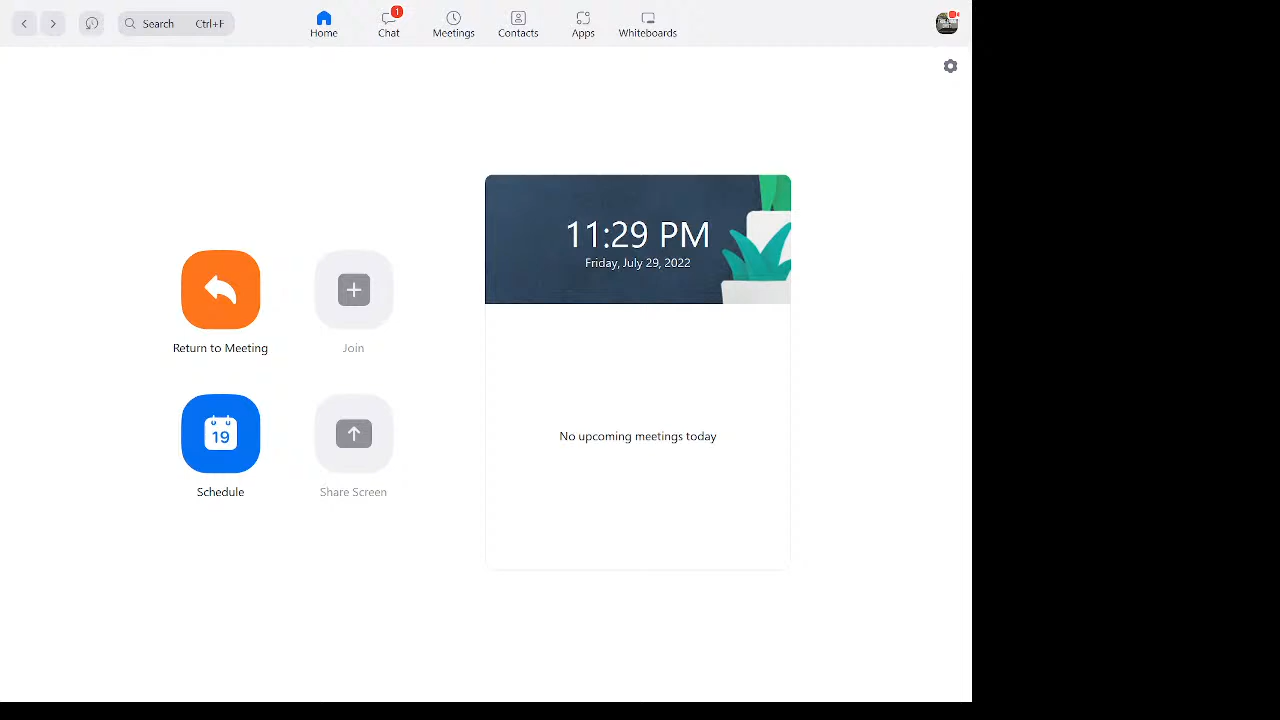 Search Ctrl+F
Home
Chat
1
Meetings
Contacts
Apps
Whiteboards
11:29 PM
Friday, July 29, 2022
Return to Meeting
Join
19
Schedule
Share Screen
No upcoming meetings today